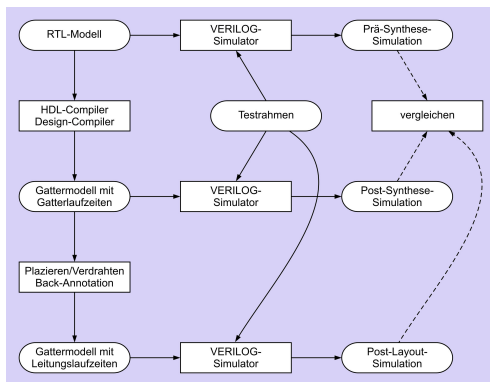 RTL-Modell
VERILOG-
Simulator
Prä-Synthese-
Simulation
HDL-Compiler
Design-Compiler
Testrahmen
vergleichen
Gattermodell mit
Gatterlaufzeiten
VERILOG-
Simulator
Post-Synthese-
Simulation
Plazieren/Verdrahten
Back-Annotation
Gattermodell mit
Leitungslaufzeiten
VERILOG-
Simulator
Post-Layout-
Simulation